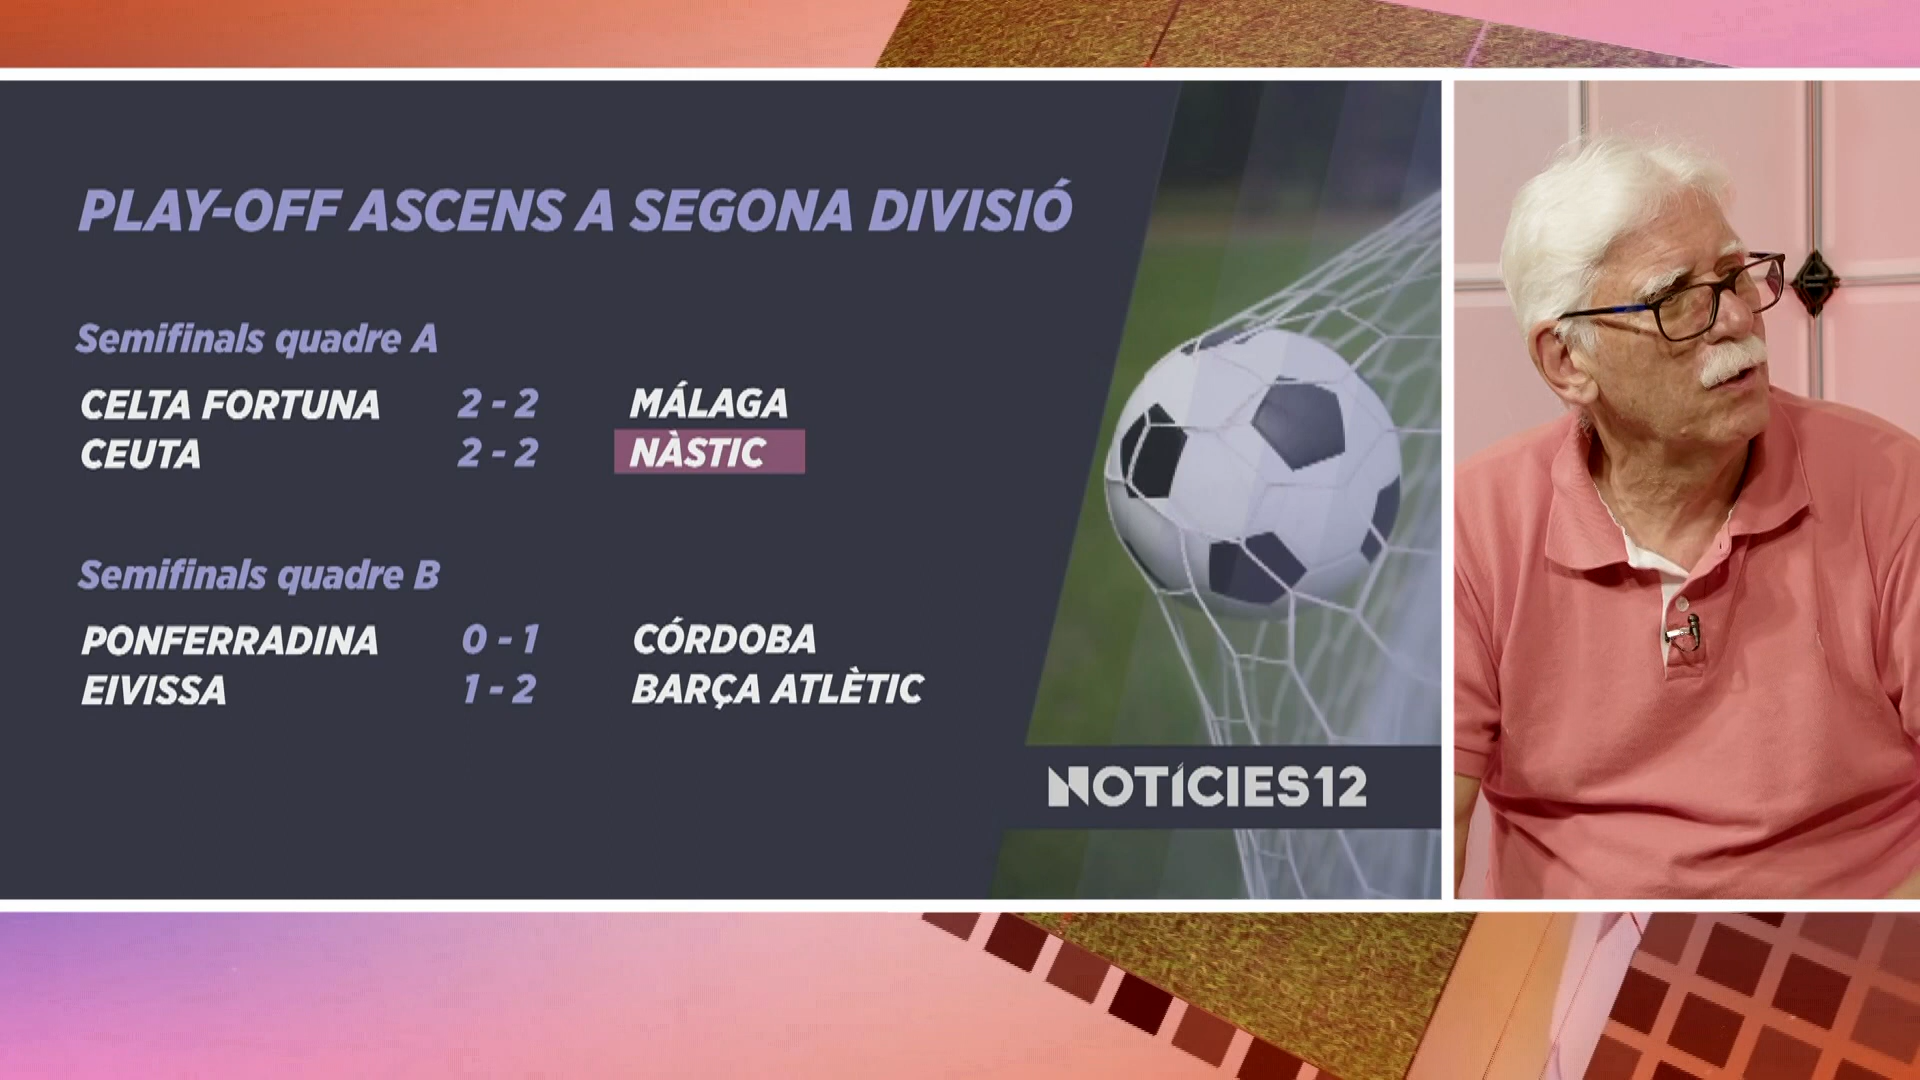 PLAY-OFF ASCENS A SEGONA DIVISIÓ
Semifinals quadre A
CELTA FORTUNA 2 - 2 MÁLAGA
CEUTA 2 - 2 NÀSTIC
Semifinals quadre B
PONFERRADINA 0 - 1 CÓRDOBA
EIVISSA 1 - 2 BARÇA ATLÈTIC
NOTÍCIES12